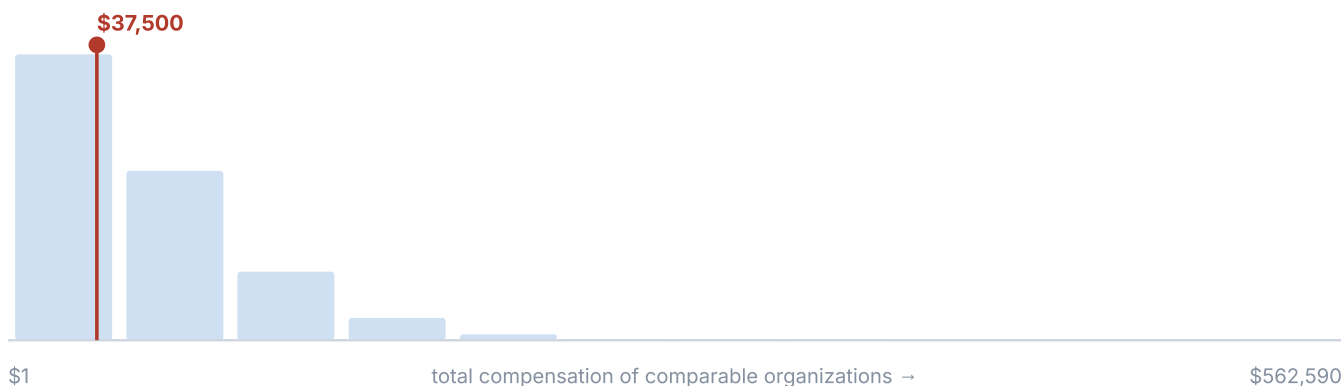 $37,500
$1 total compensation of comparable organizations → $562,590